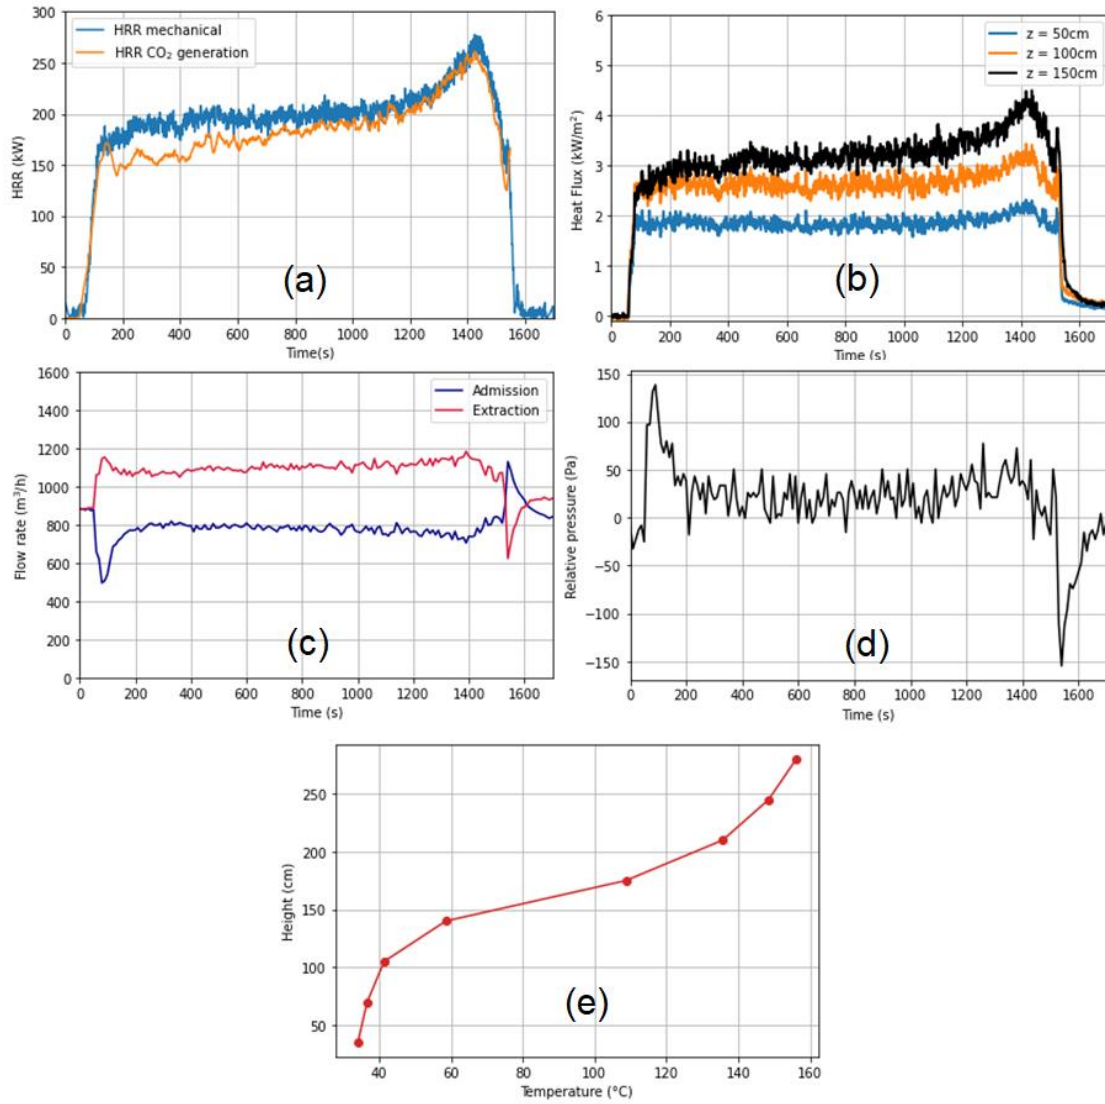 HRR mechanical
HRR CO₂ generation
HRR (kW)
300
250
200
150
100
50
0
0 200 400 600 800 1000 1200 1400 1600
Time(s)
(a)
z = 50cm
z = 100cm
z = 150cm
Heat Flux (kW/m²)
6
5
4
3
2
1
0
0 200 400 600 800 1000 1200 1400 1600
Time (s)
(b)
Admission
Extraction
Flow rate (m³/h)
1600
1400
1200
1000
800
600
400
200
0
0 200 400 600 800 1000 1200 1400 1600
Time (s)
(c)
Relative pressure (Pa)
150
100
50
0
−50
−100
−150
0 200 400 600 800 1000 1200 1400 1600
Time (s)
(d)
Height (cm)
250
200
150
100
50
40 60 80 100 120 140 160
Temperature (°C)
(e)